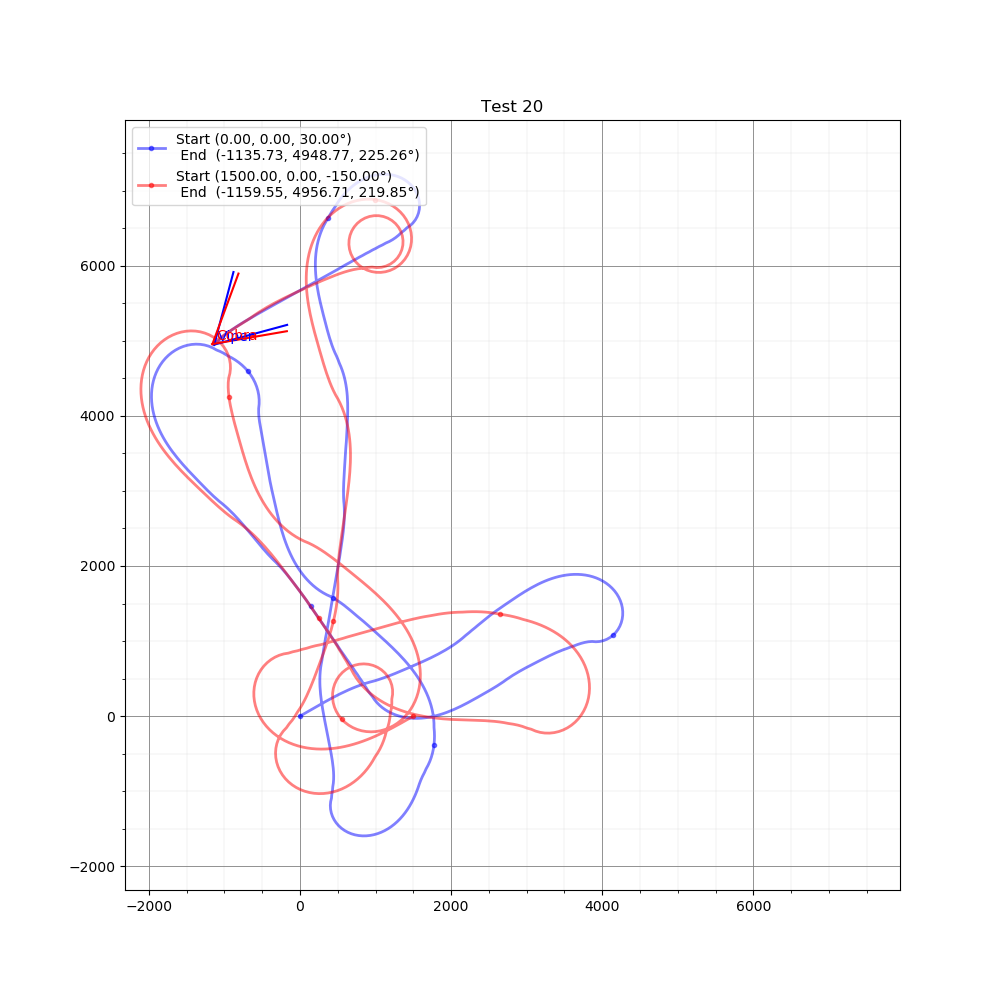 Test 20
Start (0.00, 0.00, 30.00°)
End (-1135.73, 4948.77, 225.26°)
Start (1500.00, 0.00, -150.00°)
End (-1159.55, 4956.71, 219.85°)
6000
4000
2000
0
−2000
−2000
0
2000
4000
6000